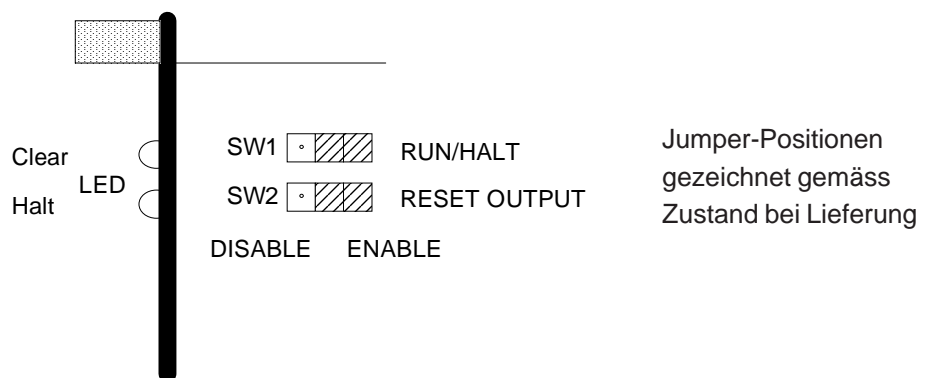 Clear
LED
Halt
SW1 RUN/HALT
SW2 RESET OUTPUT
DISABLE ENABLE
Jumper-Positionen
gezeichnet gemäss
Zustand bei Lieferung